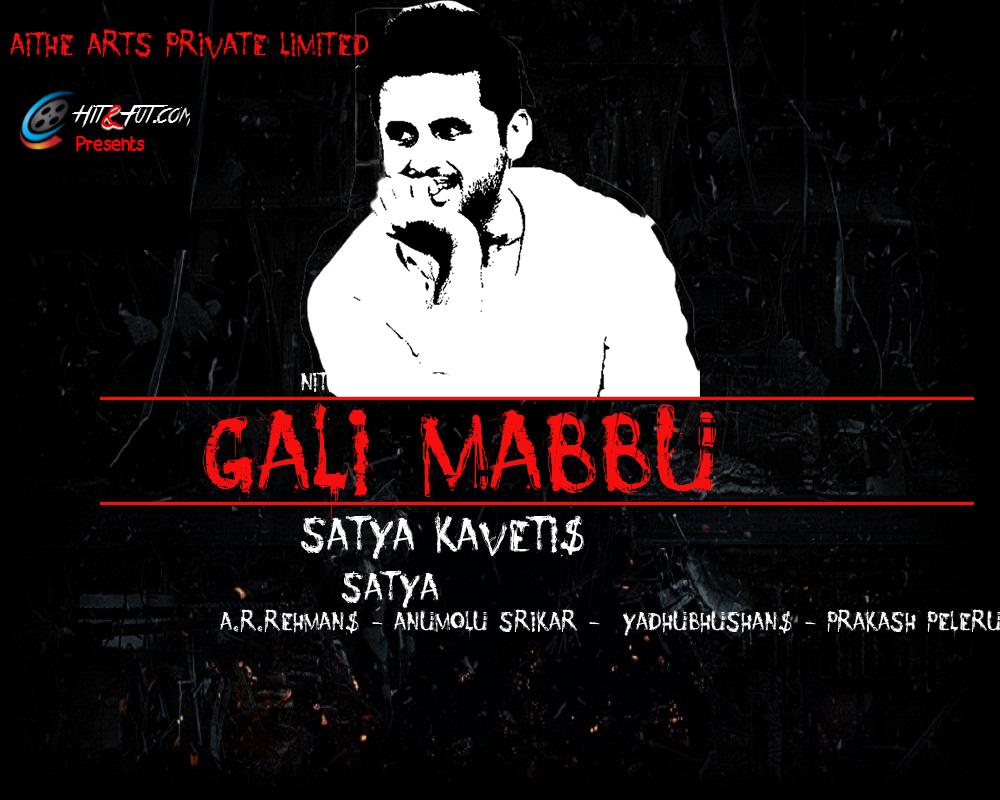 AITHE ARTS PRIVATE LIMITED
HIT&FUT.COM
Presents
NIT
GALI MABBU
SATYA KAVETI$
SATYA
A.R.REHMAN$ - ANUMOLU SRIKAR - YADHUBHUSHAN$ - PRAKASH PELERU